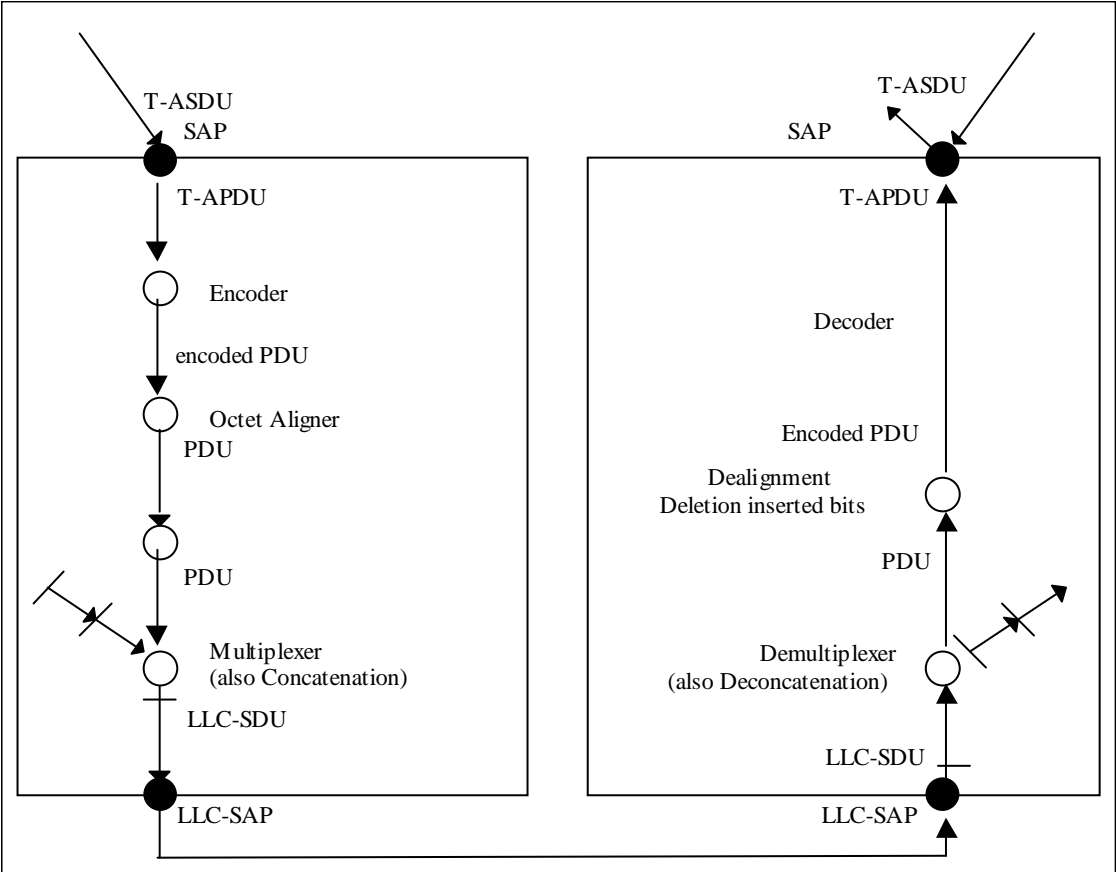 T-ASDU
SAP
T-APDU
Encoder
encoded PDU
Octet Aligner
PDU
PDU
Multiplexer
(also Concatenation)
LLC-SDU
LLC-SAP
T-ASDU
SAP
T-APDU
Decoder
Encoded PDU
Dealignment
Deletion inserted bits
PDU
Demultiplexer
(also Deconcatenation)
LLC-SDU
LLC-SAP